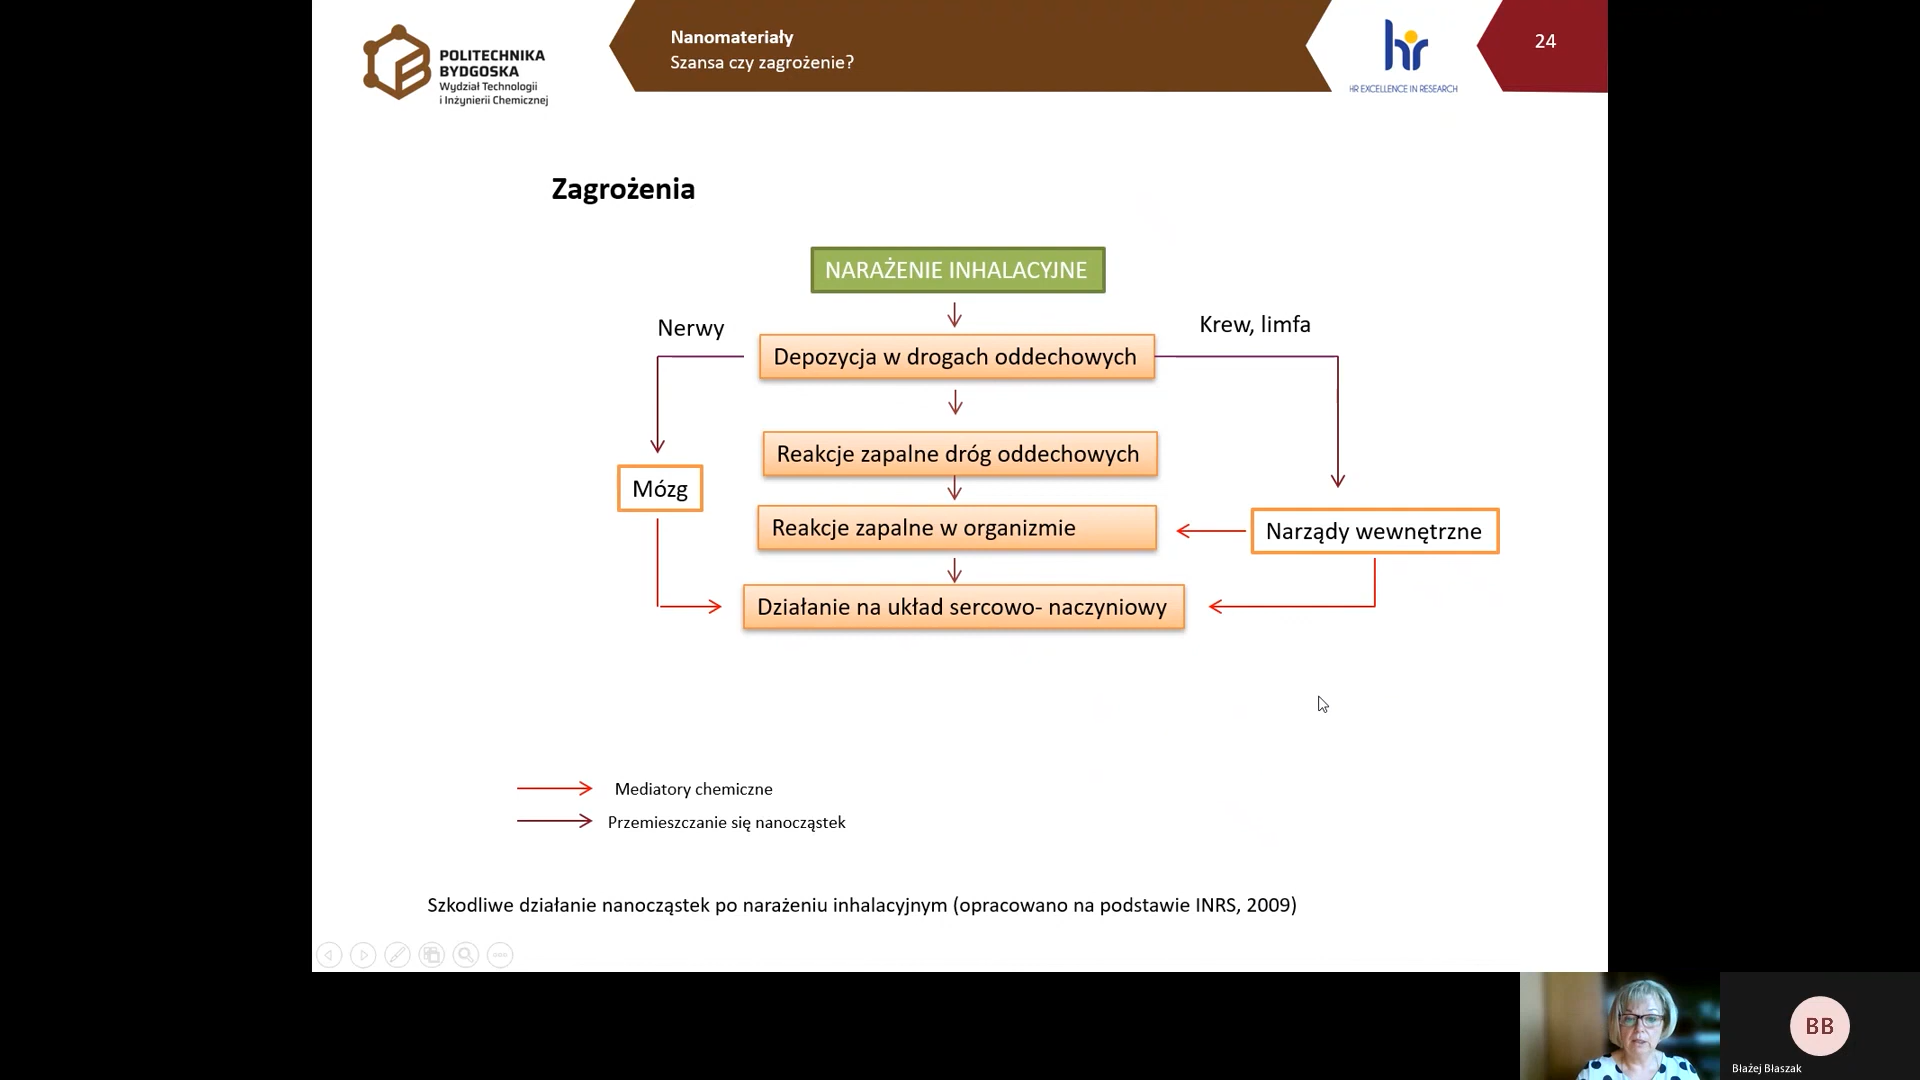 POLITECHNIKA
BYDGOSKA
Wydział Technologii
i Inżynierii Chemicznej
Nanomateriały
Szansa czy zagrożenie?
hr
HR EXCELLENCE IN RESEARCH
24
Zagrożenia
NARAŻENIE INHALACYJNE
Nerwy
Krew, limfa
Depozycja w drogach oddechowych
Reakcje zapalne dróg oddechowych
Mózg
Reakcje zapalne w organizmie
Narządy wewnętrzne
Działanie na układ sercowo- naczyniowy
Mediatory chemiczne
Przemieszczanie się nanocząstek
Szkodliwe działanie nanocząstek po narażeniu inhalacyjnym (opracowano na podstawie INRS, 2009)
BB
Błażej Błaszak